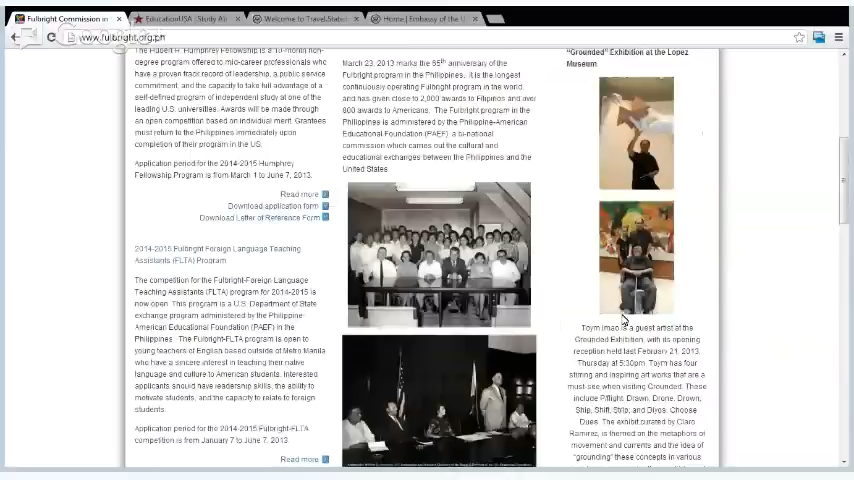 Fulbright Commission in
EducationUSA | Study Ab
Welcome to Travel.State.
Home | Embassy of the U
www.fulbright.org.ph
Google
The Hubert H. Humphrey Fellowship is a 10-month non-
degree program offered to mid-career professionals who
have a proven track record of leadership, a public service
commitment, and the capacity to take full advantage of a
self-defined program of independent study at one of the
leading U.S. universities. Awards will be made through
an open competition based on individual merit. Grantees
must return to the Philippines immediately upon
completion of their program in the US.
Application period for the 2014-2015 Humphrey
Fellowship Program is from March 1 to June 7, 2013.
Read more
Download application form
Download Letter of Reference Form
2014-2015 Fulbright Foreign Language Teaching
Assistants (FLTA) Program
The competition for the Fulbright-Foreign Language
Teaching Assistants (FLTA) program for 2014-2015 is
now open. This program is a U.S. Department of State
exchange program administered by the Philippine-
American Educational Foundation (PAEF) in the
Philippines. The Fulbright-FLTA program is open to
young teachers of English based outside of Metro Manila
who have a sincere interest in teaching their native
language and culture to American students. Interested
applicants should have leadership skills, the ability to
motivate students, and the capacity to relate to foreign
students.
Application period for the 2014-2015 Fulbright-FLTA
competition is from January 7 to June 7, 2013.
Read more
March 23, 2013 marks the 65th anniversary of the
Fulbright program in the Philippines. It is the longest
continuously operating Fulbright program in the world,
and has given close to 2,000 awards to Filipinos and over
800 awards to Americans. The Fulbright program in the
Philippines is administered by the Philippine-American
Educational Foundation (PAEF), a bi-national
commission which carries out the cultural and
educational exchanges between the Philippines and the
United States.
"Grounded" Exhibition at the Lopez
Museum
Toym Imao is a guest artist at the
Grounded Exhibition, with its opening
reception held last February 21, 2013,
Thursday at 5:30pm. Toym has four
stirring and inspiring art works that are a
must-see when visiting Grounded. These
include P/flight, Drawn, Drone, Drown;
Ship, Shift, Strip; and Diyos, Choose
Dues. The exhibit curated by Claro
Ramirez, is themed on the metaphors of
movement and currents and the idea of
"grounding" these concepts in various